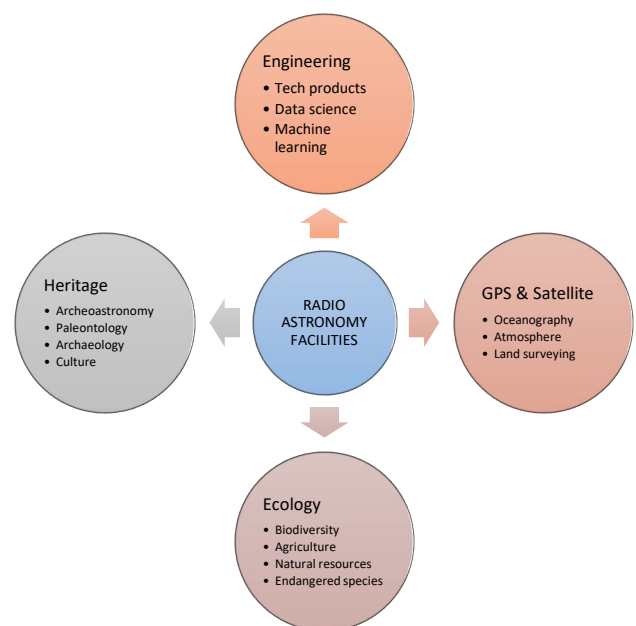 Engineering
• Tech products
• Data science
• Machine
learning
Heritage
• Archeoastronomy
• Paleontology
• Archaeology
• Culture
RADIO
ASTRONOMY
FACILITIES
GPS & Satellite
• Oceanography
• Atmosphere
• Land surveying
Ecology
• Biodiversity
• Agriculture
• Natural resources
• Endangered species